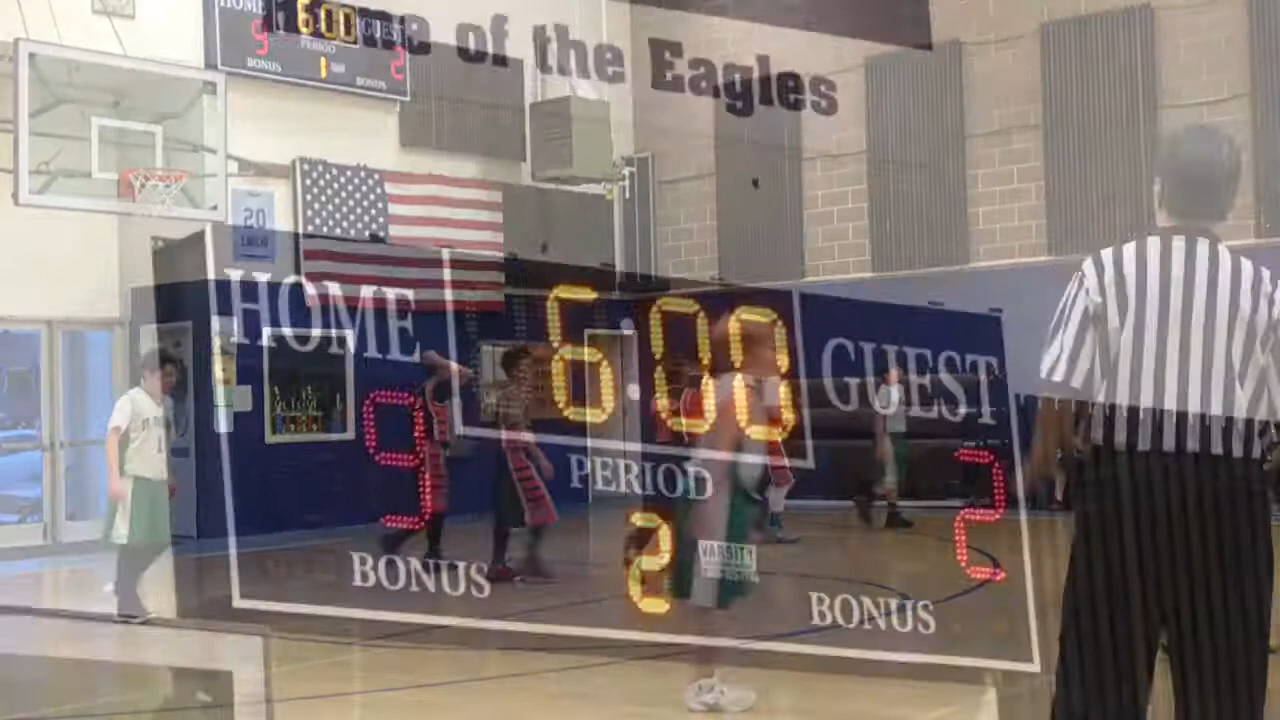 HOME 6:00 GUEST
9 PERIOD 2
BONUS BONUS
Home of the Eagles
20
HOME 6:00 GUEST
9 PERIOD 2
2
BONUS BONUS
VARSITY